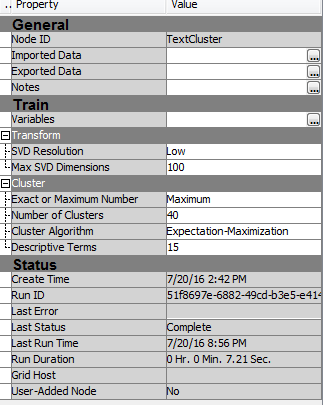 .. Property Value
General
Node ID TextCluster
Imported Data ...
Exported Data ...
Notes ...
Train
Variables ...
Transform
SVD Resolution Low
Max SVD Dimensions 100
Cluster
Exact or Maximum Number Maximum
Number of Clusters 40
Cluster Algorithm Expectation-Maximization
Descriptive Terms 15
Status
Create Time 7/20/16 2:42 PM
Run ID 51f8697e-6882-49cd-b3e5-e414
Last Error
Last Status Complete
Last Run Time 7/20/16 8:56 PM
Run Duration 0 Hr. 0 Min. 7.21 Sec.
Grid Host
User-Added Node No